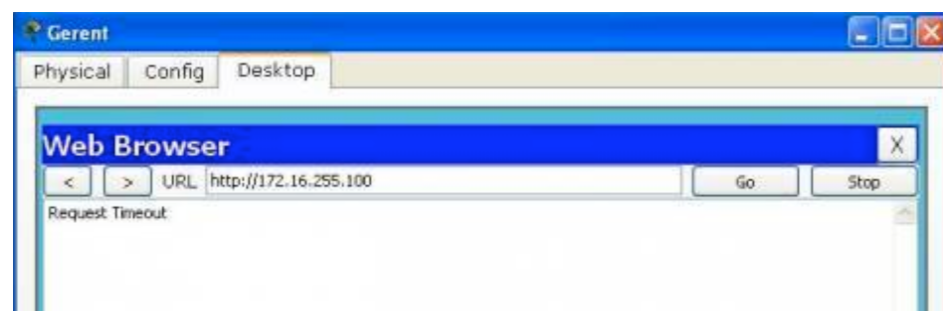 Gerent
Physical Config Desktop
Web Browser X
< > URL http://172.16.255.100 Go Stop
Request Timeout